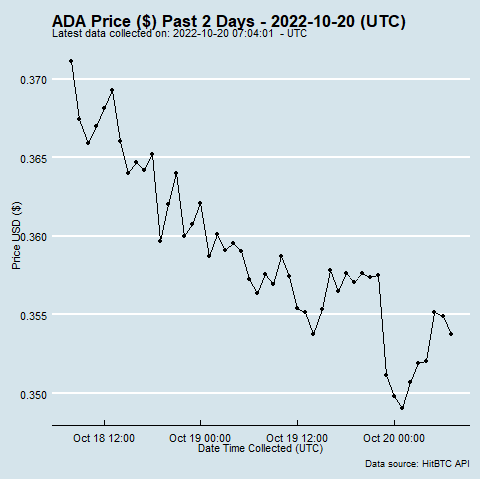 ADA Price ($) Past 2 Days - 2022-10-20 (UTC)
Latest data collected on: 2022-10-20 07:04:01 - UTC
0.370
0.365
0.360
0.355
0.350
Price USD ($)
Oct 18 12:00 Oct 19 00:00 Oct 19 12:00 Oct 20 00:00
Date Time Collected (UTC)
Data source: HitBTC API